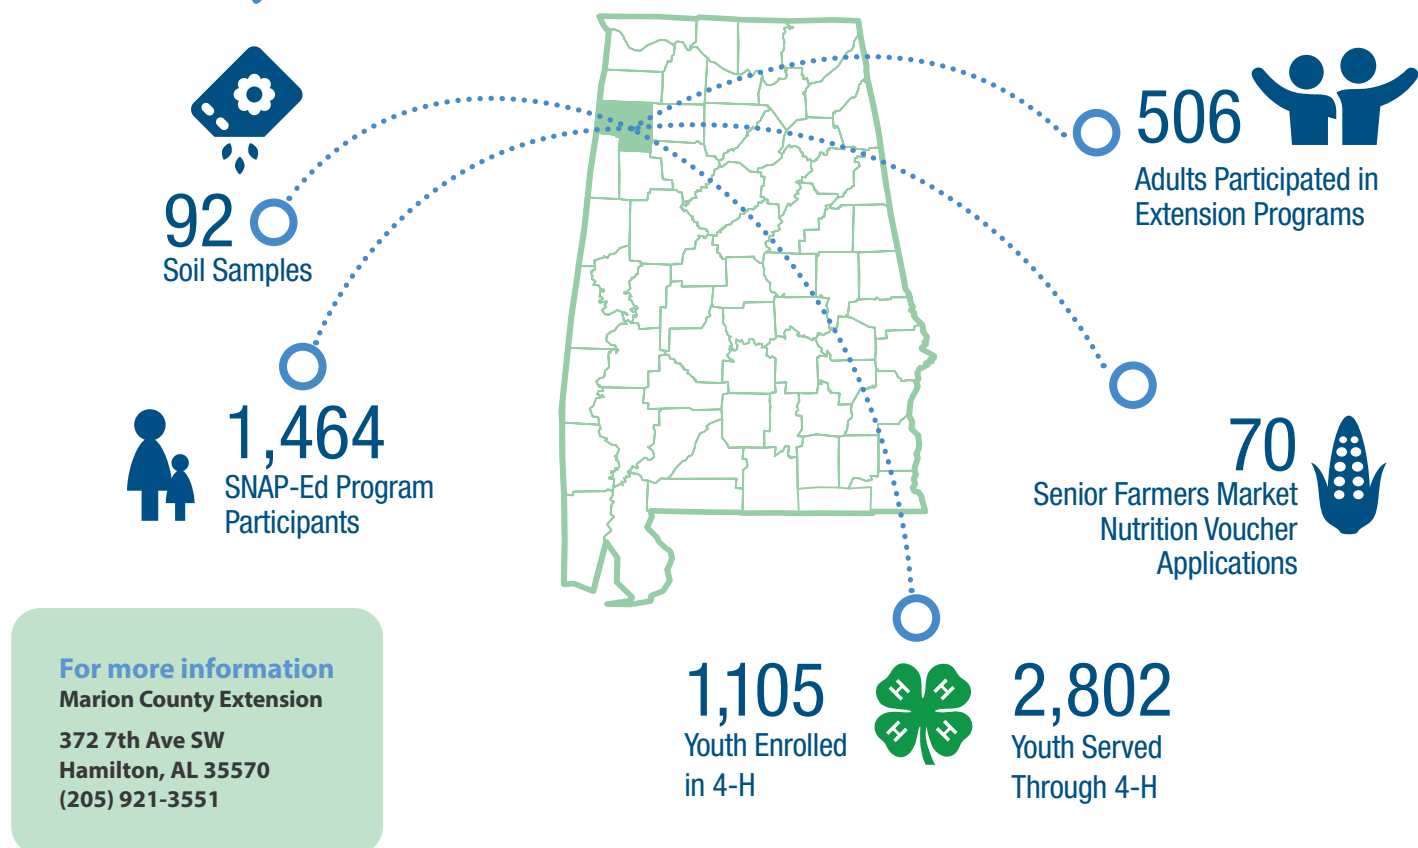 92
Soil Samples
1,464
SNAP-Ed Program
Participants
506
Adults Participated in
Extension Programs
70
Senior Farmers Market
Nutrition Voucher
Applications
1,105
Youth Enrolled
in 4-H
H H
H H
2,802
Youth Served
Through 4-H
For more information
Marion County Extension
372 7th Ave SW
Hamilton, AL 35570
(205) 921-3551